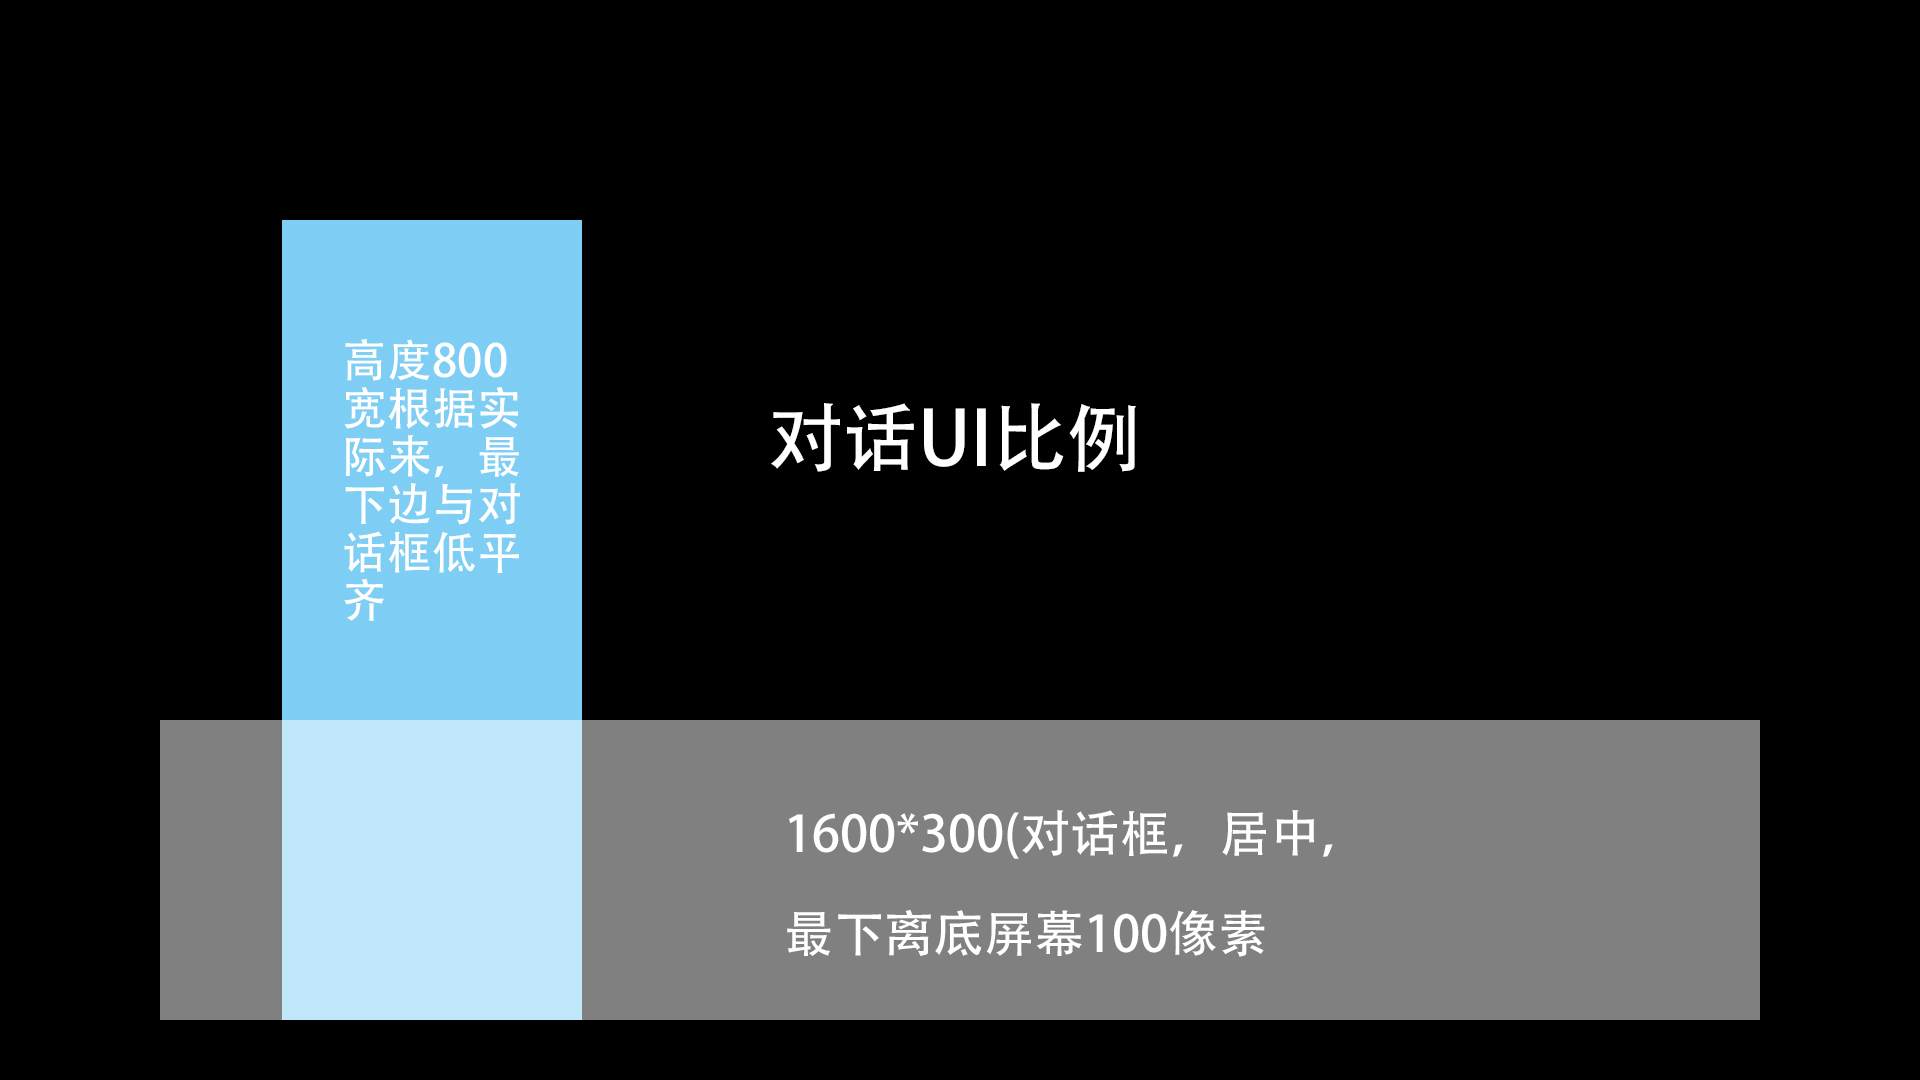 高度800
宽根据实
际来，最
下边与对
话框低平
齐
对话UI比例
1600*300(对话框，居中，
最下离底屏幕100像素